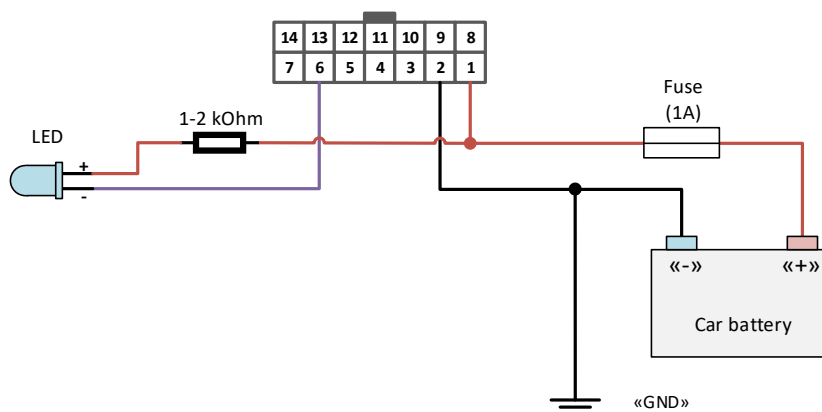 14 13 12 11 10 9 8
7 6 5 4 3 2 1
Fuse
(1A)
1-2 kOhm
LED
+
-
«-» «+»
Car battery
«GND»